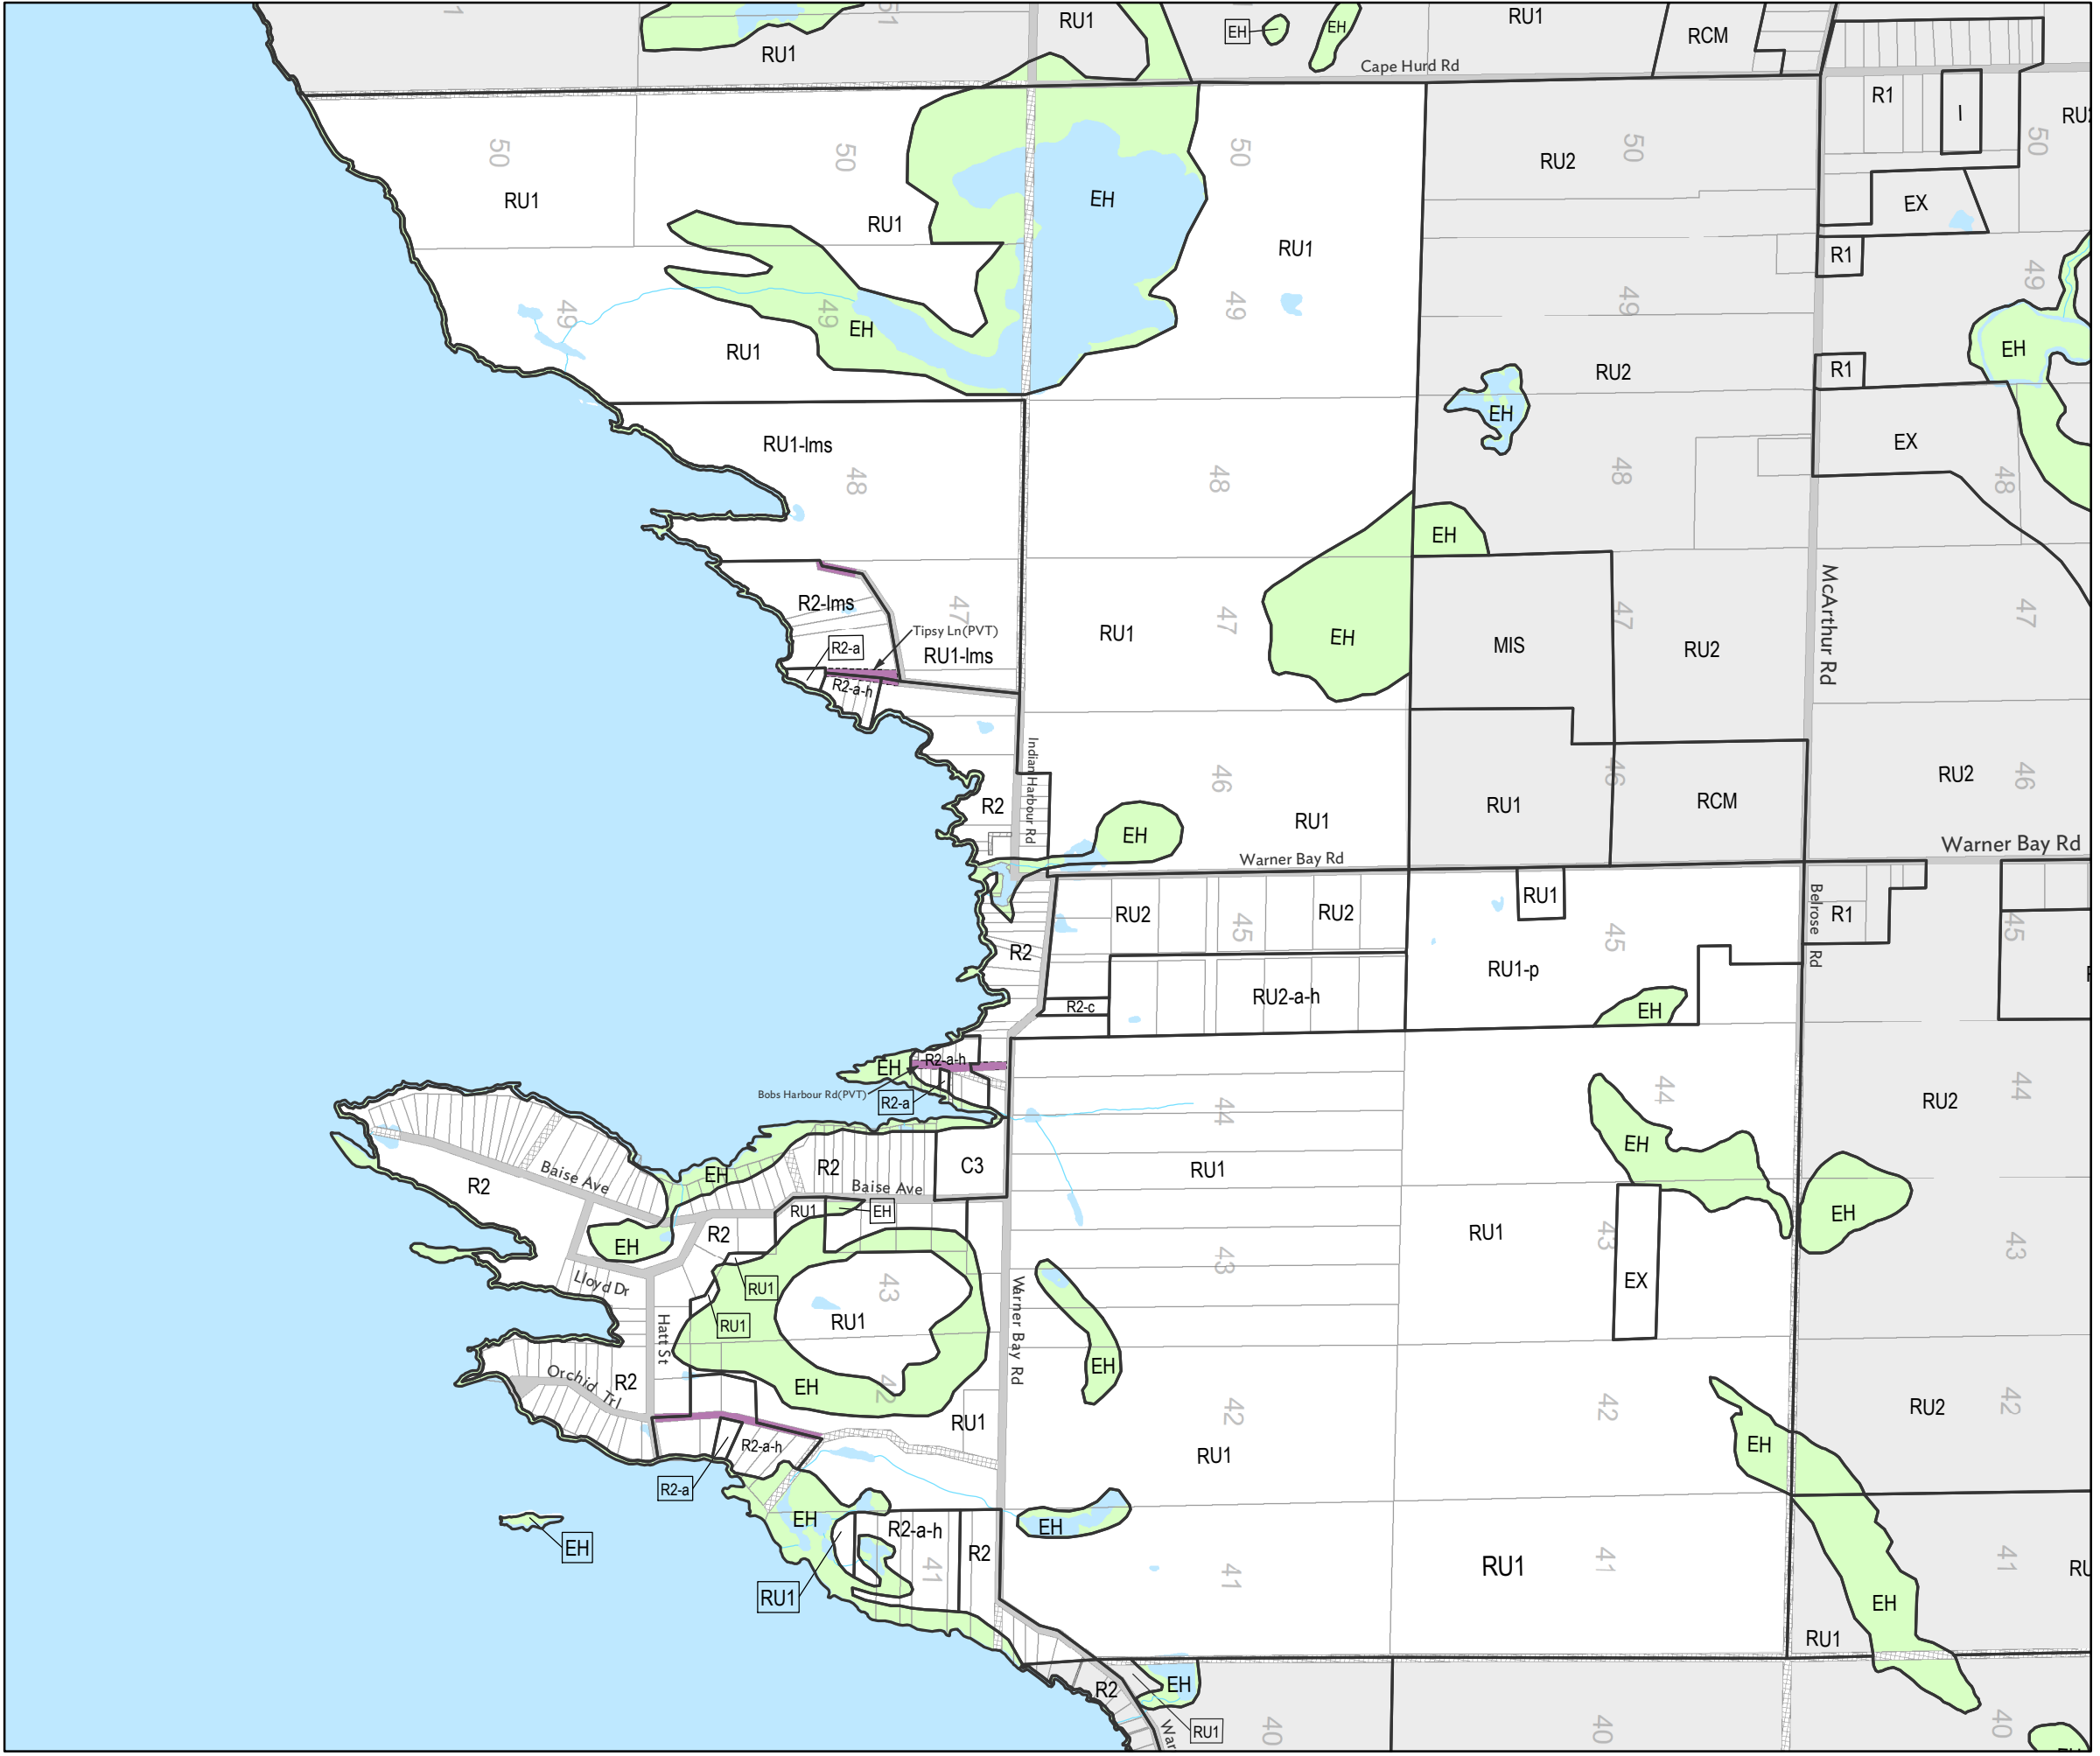 51
RU1
RU1
EH
EH
RU1
RCM
Cape Hurd Rd
R1
I
50
50
50
50
50
RU1
RU1
EH
RU1
RU2
EX
R1
49
49
49
49
49
EH
RU1
RU2
R1
EH
EH
EX
RU1-lms
48
48
48
48
EH
R2-lms
47
Tipsy Ln(PVT)
R2-a
RU1-lms
R2-a-h
RU1
47
EH
MIS
47
RU2
McArthur Rd
47
Indian Harbour Rd
R2
46
EH
RU1
Warner Bay Rd
RU1
46
RCM
RU2
46
Warner Bay Rd
R2
RU2
45
RU2
RU1
45
RU1-p
Belrose Rd
R1
45
R2-c
RU2-a-h
EH
EH
R2-a-h
Bobs Harbour Rd(PVT)
R2-a
44
44
RU2
44
EH
R2
Baise Ave
EH
R2
Baise Ave
C3
RU1
EH
RU1
EH
R2
EH
RU1
43
RU1
43
EX
43
Lloyd Dr
RU1
RU1
43
RU1
Hatt St
Warner Bay Rd
EH
Orchid Trl
R2
EH
42
RU1
42
RU1
42
RU2
42
EH
R2-a-h
R2-a
EH
EH
R2-a-h
R2
EH
EH
RU1
41
41
RU1
41
41
EH
RU1
EH
R2
RU1
War
40
40
40